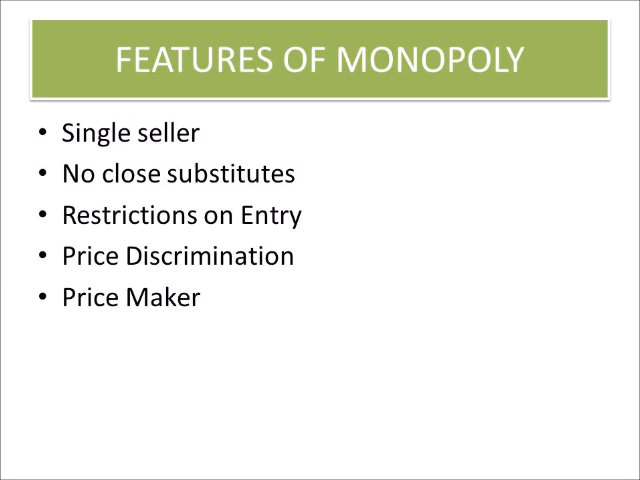 FEATURES OF MONOPOLY
• Single seller
• No close substitutes
• Restrictions on Entry
• Price Discrimination
• Price Maker